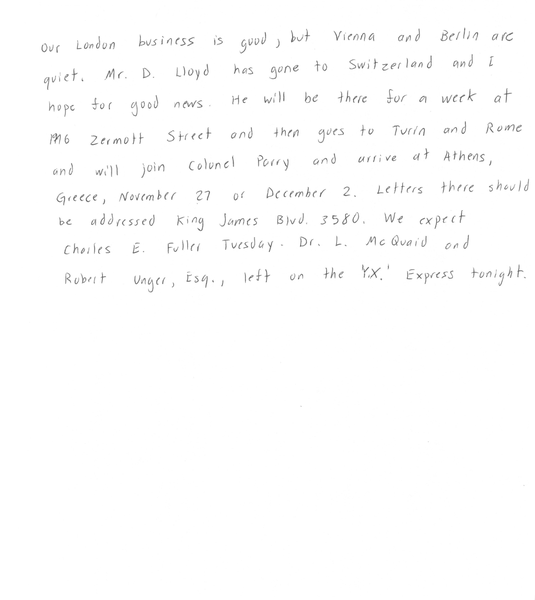 Our London business is good, but Vienna and Berlin are
quiet. Mr. D. Lloyd has gone to Switzerland and I
hope for good news. He will be there for a week at
1996 Zermott Street and then goes to Turin and Rome
and will join Colonel Parry and arrive at Athens,
Greece, November 27 or December 2. Letters there should
be addressed King James Blvd. 3580. We expect
Charles E. Fuller Tuesday. Dr. L. McQuaid and
Robert Unger, Esq., left on the 'Y.X.' Express tonight.